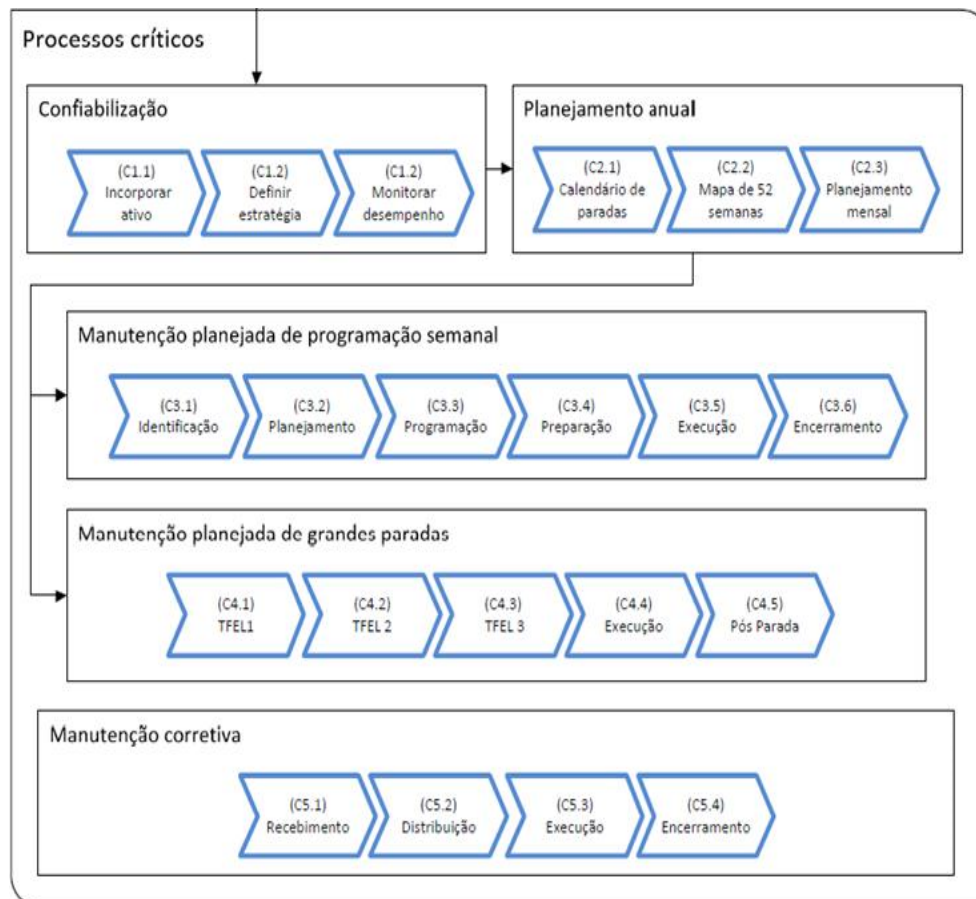 Processos críticos
Confiabilização
(C1.1)
Incorporar
ativo
(C1.2)
Definir
estratégia
(C1.2)
Monitorar
desempenho
Planejamento anual
(C2.1)
Calendário de
paradas
(C2.2)
Mapa de 52
semanas
(C2.3)
Planejamento
mensal
Manutenção planejada de programação semanal
(C3.1)
Identificação
(C3.2)
Planejamento
(C3.3)
Programação
(C3.4)
Preparação
(C3.5)
Execução
(C3.6)
Encerramento
Manutenção planejada de grandes paradas
(C4.1)
TFEL1
(C4.2)
TFEL 2
(C4.3)
TFEL 3
(C4.4)
Execução
(C4.5)
Pós Parada
Manutenção corretiva
(C5.1)
Recebimento
(C5.2)
Distribuição
(C5.3)
Execução
(C5.4)
Encerramento